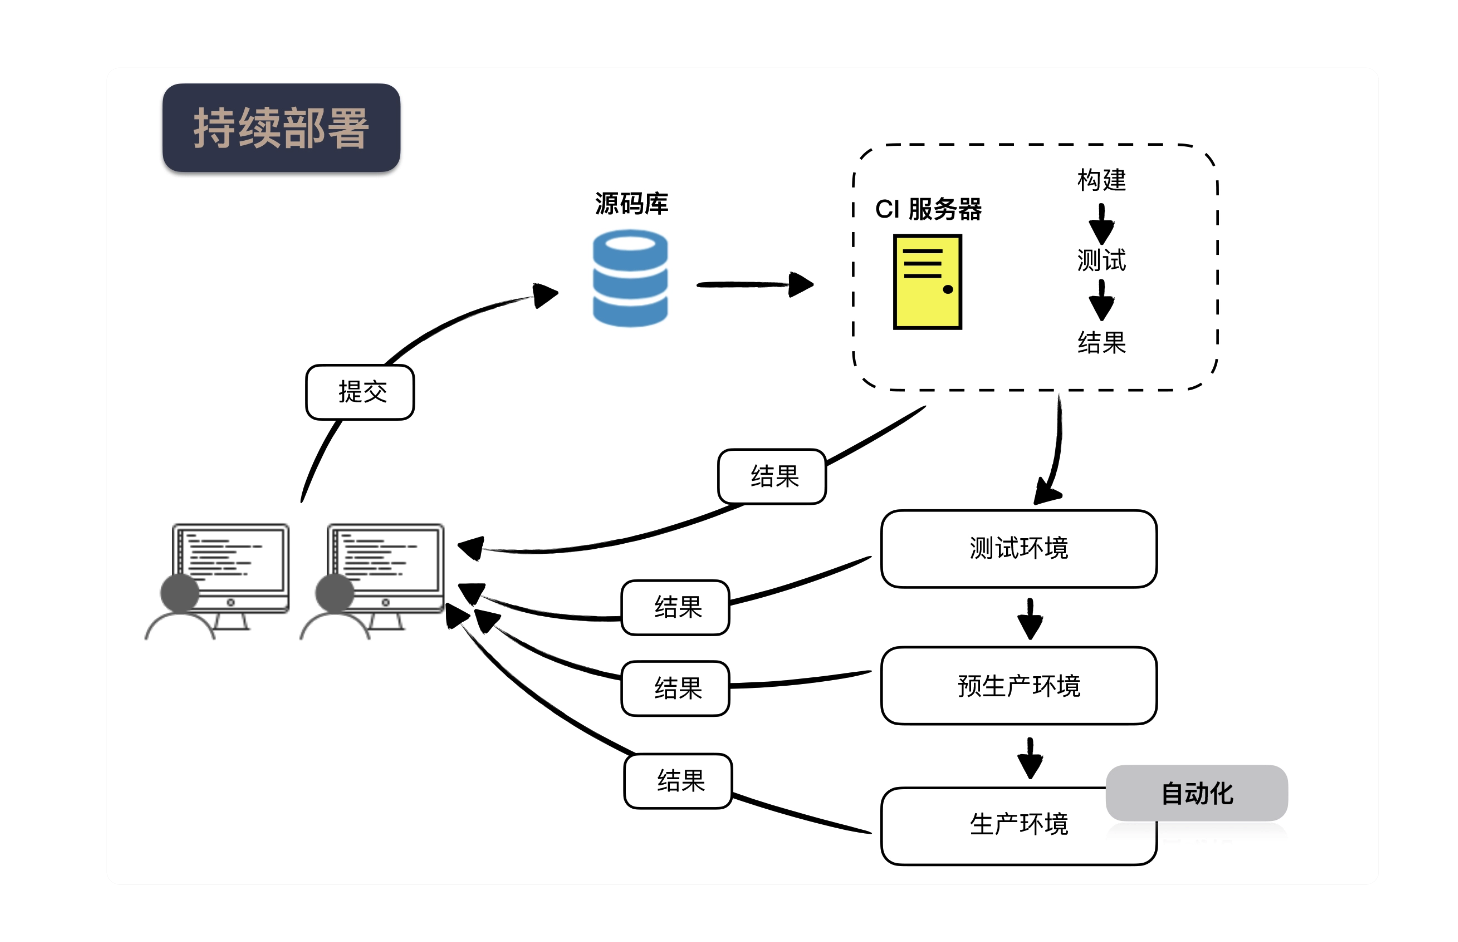 持续部署
源码库
CI 服务器
构建
测试
结果
提交
结果
测试环境
结果
结果
预生产环境
结果
生产环境
自动化